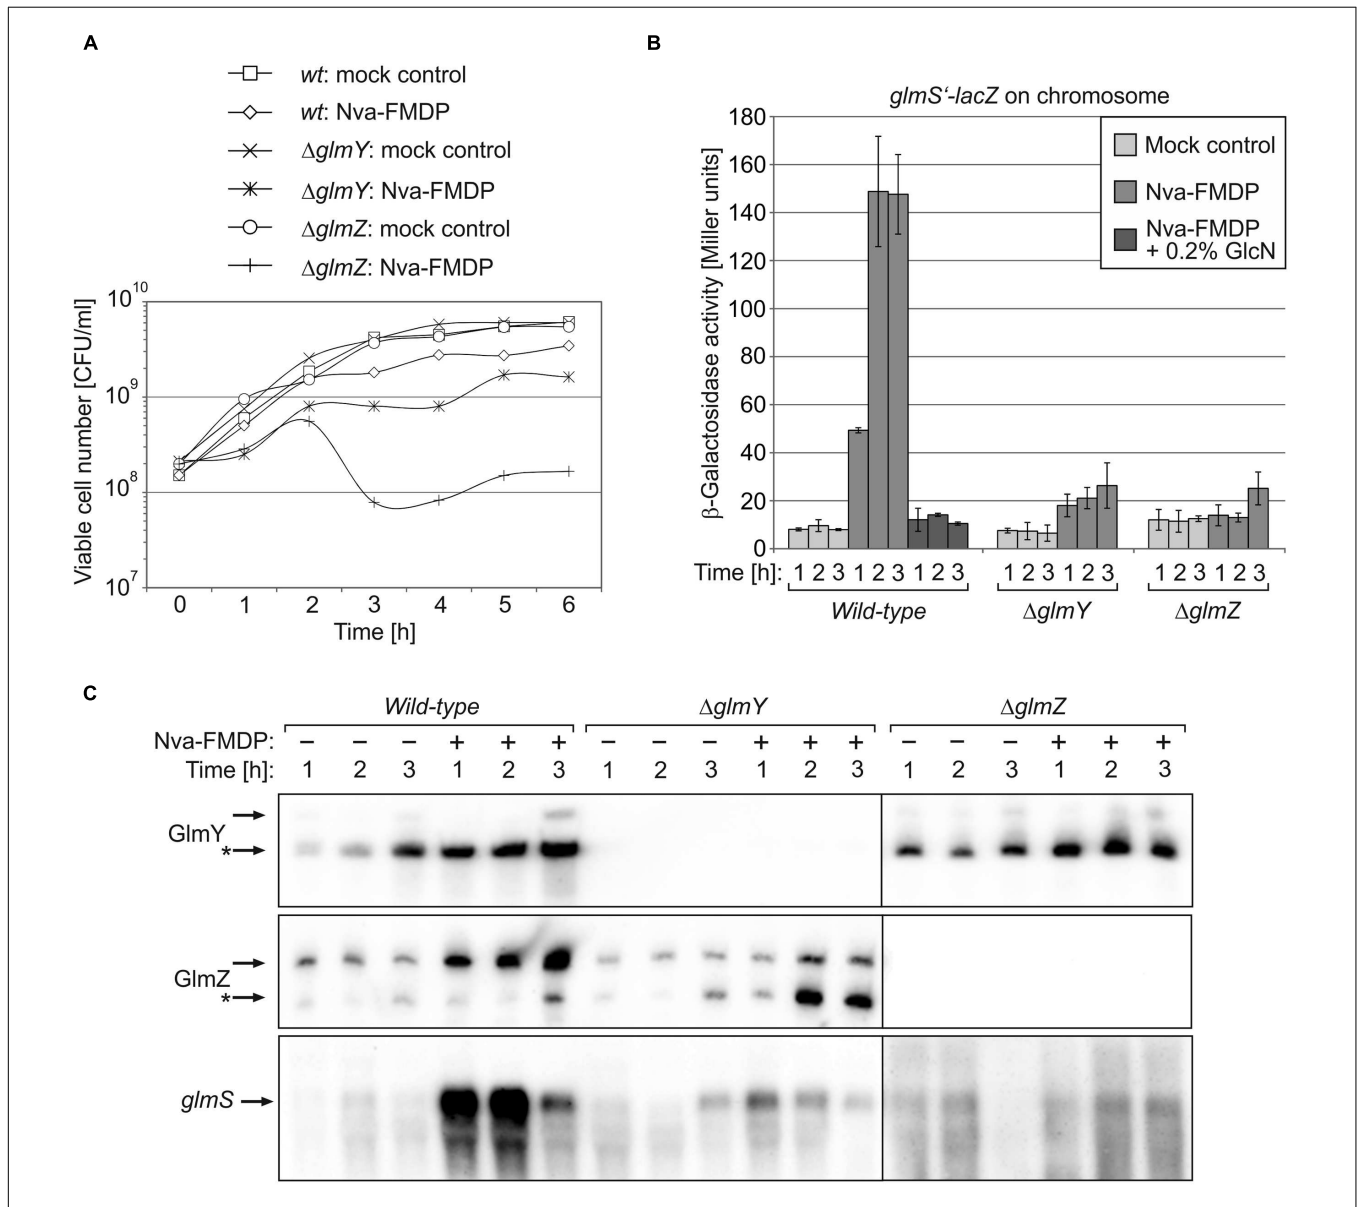 A
wt: mock control
wt: Nva-FMDP
ΔglmY: mock control
ΔglmY: Nva-FMDP
ΔglmZ: mock control
ΔglmZ: Nva-FMDP
Viable cell number [CFU/ml]
10^10
10^9
10^8
10^7
0 1 2 3 4 5 6
Time [h]
B
glmS‘-lacZ on chromosome
β-Galactosidase activity [Miller units]
180
160
140
120
100
80
60
40
20
0
Mock control
Nva-FMDP
Nva-FMDP
+ 0.2% GlcN
Time [h]: 1 2 3 1 2 3 1 2 3 1 2 3 1 2 3 1 2 3 1 2 3
Wild-type ΔglmY ΔglmZ
C
Wild-type ΔglmY ΔglmZ
Nva-FMDP: – – – + + + – – – + + + – – – + + +
Time [h]: 1 2 3 1 2 3 1 2 3 1 2 3 1 2 3 1 2 3
GlmY
*
GlmZ
*
glmS